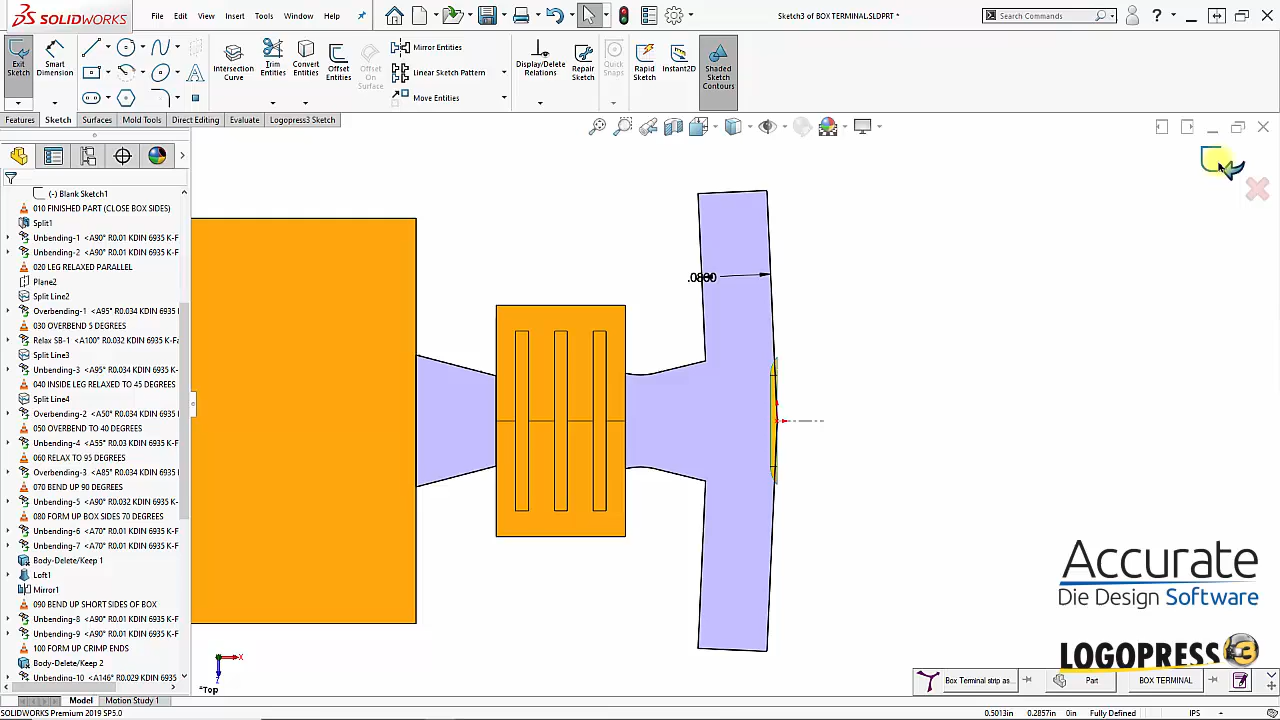 SOLIDWORKS
File Edit View Insert Tools Window Help
Sketch3 of BOX TERMINAL.SLDPRT *
Search Commands
Exit Sketch
Smart Dimension
Intersection Curve
Trim Entities
Convert Entities
Offset Entities
Offset On Surface
Mirror Entities
Linear Sketch Pattern
Move Entities
Display/Delete Relations
Repair Sketch
Quick Snaps
Rapid Sketch
Instant2D
Shaded Sketch Contours
Features Sketch Surfaces Mold Tools Direct Editing Evaluate Logopress3 Sketch
(-) Blank Sketch1
010 FINISHED PART (CLOSE BOX SIDES)
Split1
Unbending-1 <A90° R0.01 KDIN 6935 K-F
Unbending-2 <A90° R0.01 KDIN 6935 K-F
020 LEG RELAXED PARALLEL
Plane2
Split Line2
Overbending-1 <A95° R0.034 KDIN 6935
030 OVERBEND 5 DEGREES
Relax SB-1 <A100° R0.032 KDIN 6935 K-Fa
Split Line3
Unbending-3 <A95° R0.034 KDIN 6935 K-
040 INSIDE LEG RELAXED TO 45 DEGREES
Split Line4
Overbending-2 <A50° R0.034 KDIN 6935
050 OVERBEND TO 40 DEGREES
Unbending-4 <A55° R0.03 KDIN 6935 K-F
060 RELAX TO 95 DEGREES
Overbending-3 <A85° R0.034 KDIN 6935
070 BEND UP 90 DEGREES
Unbending-5 <A90° R0.032 KDIN 6935 K-
080 FORM UP BOX SIDES 70 DEGREES
Unbending-6 <A70° R0.01 KDIN 6935 K-F
Unbending-7 <A70° R0.01 KDIN 6935 K-F
Body-Delete/Keep 1
Loft1
Mirror1
090 BEND UP SHORT SIDES OF BOX
Unbending-8 <A90° R0.01 KDIN 6935 K-F
Unbending-9 <A90° R0.01 KDIN 6935 K-F
100 FORM UP CRIMP ENDS
Body-Delete/Keep 2
Unbending-10 <A146° R0.029 KDIN 693
X
Z
*Top
Accurate
Die Design Software
LOGOPRESS3
Box Terminal strip as... Part BOX TERMINAL
Model Motion Study 1
SOLIDWORKS Premium 2019 SP5.0
0.5013in 0.2857in 0in Fully Defined IPS